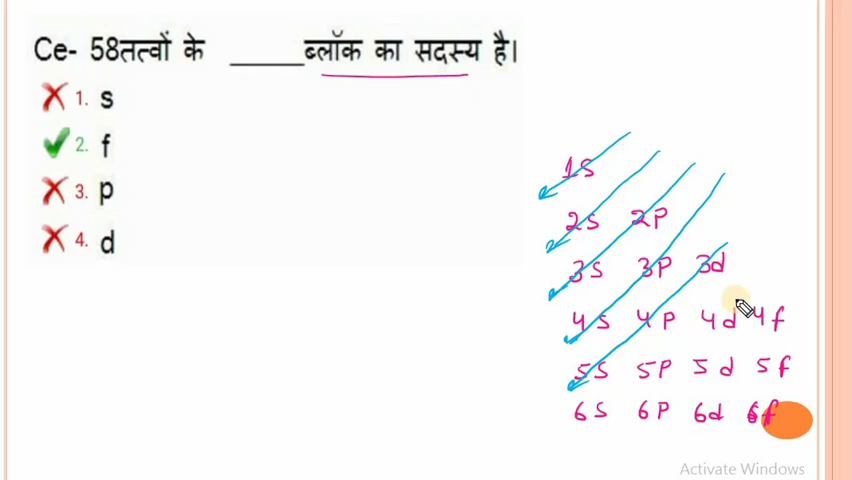 Ce- 58तत्वों के _____ब्लॉक का सदस्य है।
1. s
2. f
3. p
4. d
1s
2s 2p
3s 3p 3d
4s 4p 4d 4f
5s 5p 5d 5f
6s 6p 6d 6f
Activate Windows